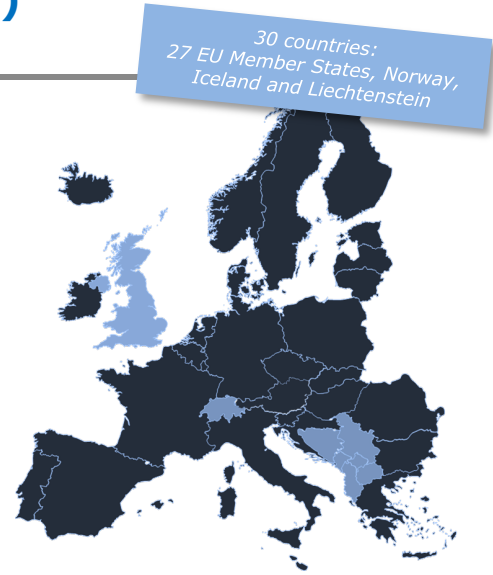 )
30 countries:
27 EU Member States, Norway,
Iceland and Liechtenstein